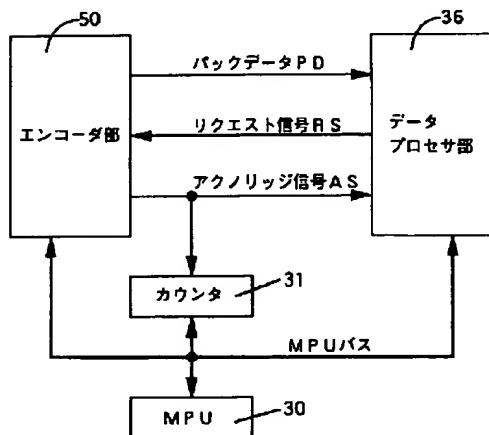 50
36
パックデータPD
エンコーダ部
リクエスト信号RS
データ
プロセサ部
アクノリッジ信号AS
カウンタ
31
MPUバス
MPU
30